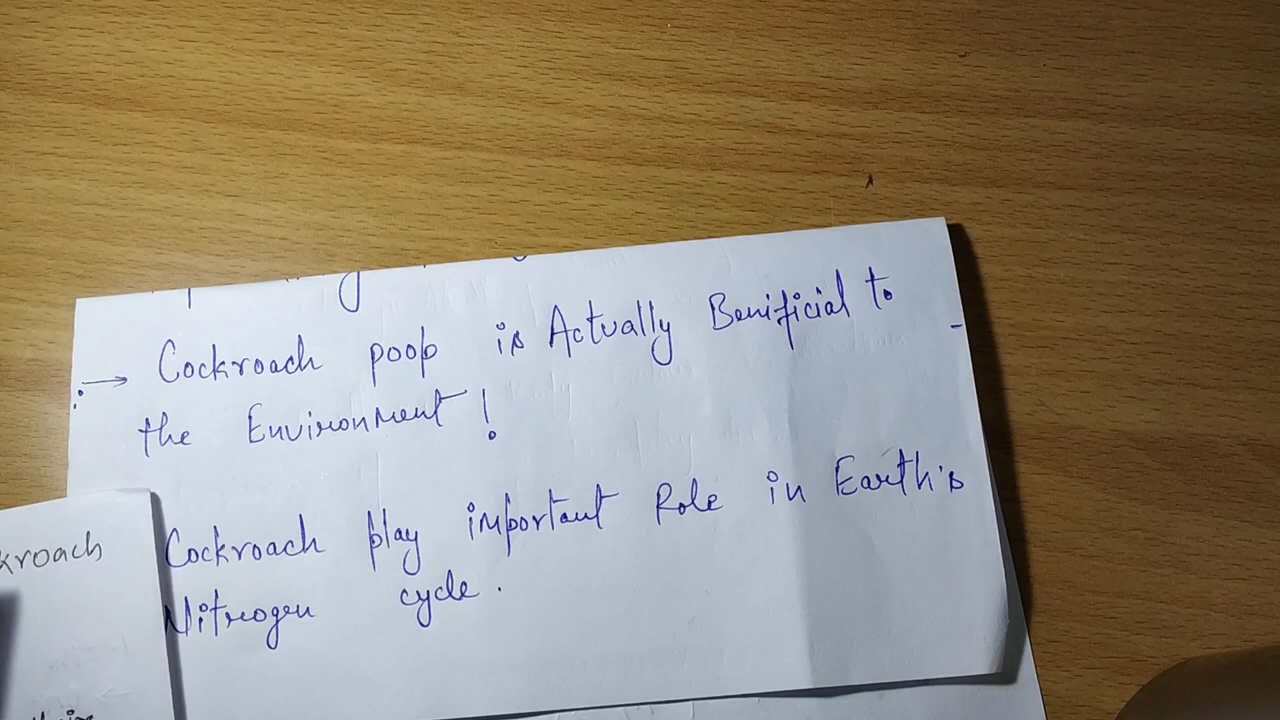 → Cockroach poop is Actually Benificial to
the Environment!
Cockroach play important Role in Earth's
Nitrogen cycle.
kroach